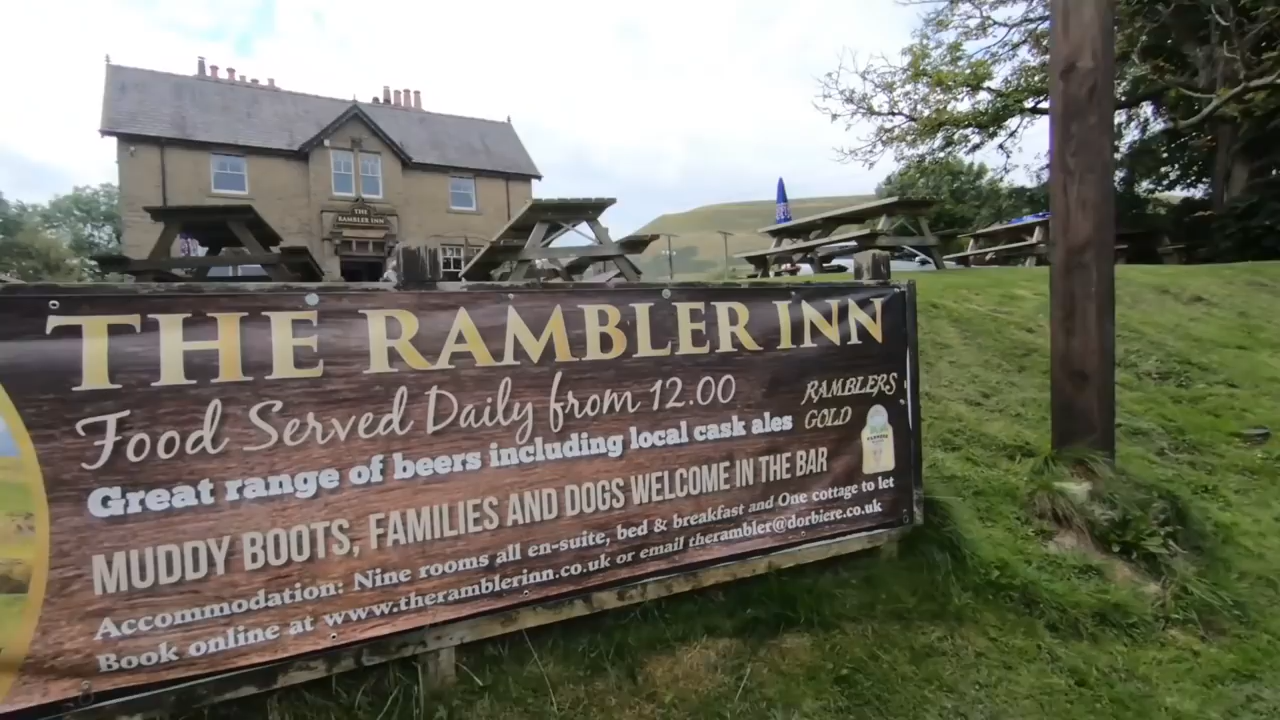 THE
RAMBLER INN
THE RAMBLER INN
Food Served Daily from 12.00
Great range of beers including local cask ales
RAMBLERS
GOLD
MUDDY BOOTS, FAMILIES AND DOGS WELCOME IN THE BAR
Accommodation: Nine rooms all en-suite, bed & breakfast and One cottage to let
Book online at www.theramblerinn.co.uk or email therambler@dorbiere.co.uk